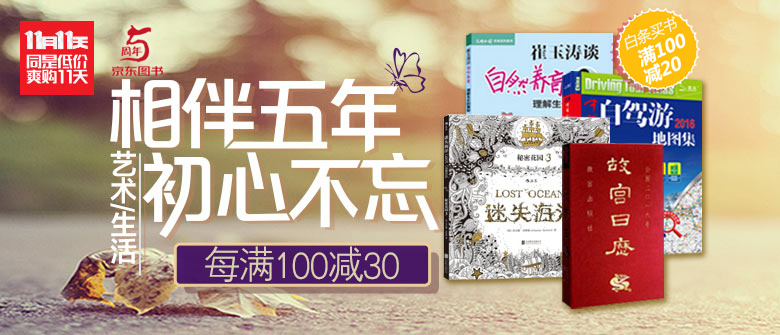 11月11天
同是低价
爽购11天
5
周年
京东图书
相伴五年
初心不忘
艺术/生活
每满100减30
白条买书
满100
减20
崔玉涛谈
自然养育
理解生
Driving Tour
自驾游
2016
地图集
秘密花园3
LOST OCEAN
迷失海洋
故宫日历